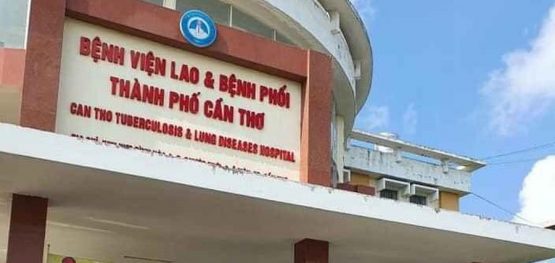 BỆNH VIỆN LAO & BỆNH PHỔI
THÀNH PHỐ CẦN THƠ
CAN THO TUBERCULOSIS & LUNG DISEASES HOSPITAL